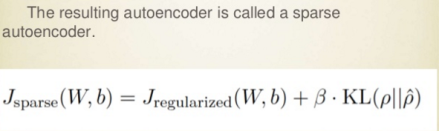 The resulting autoencoder is called a sparse
autoencoder.
J_sparse(W, b) = J_regularized(W, b) + β · KL(ρ||ρ̂)